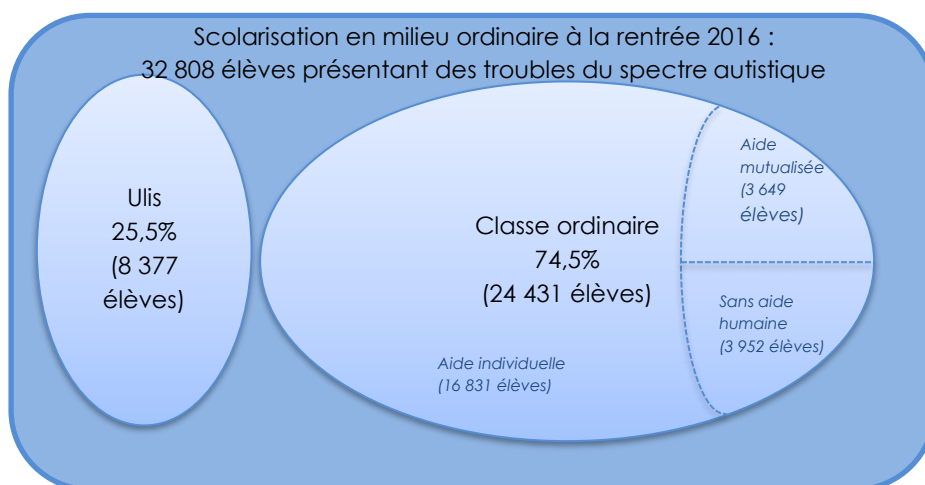 Scolarisation en milieu ordinaire à la rentrée 2016 :
32 808 élèves présentant des troubles du spectre autistique
Ulis
25,5%
(8 377
élèves)
Classe ordinaire
74,5%
(24 431 élèves)
Aide individuelle
(16 831 élèves)
Aide
mutualisée
(3 649
élèves)
Sans aide
humaine
(3 952 élèves)